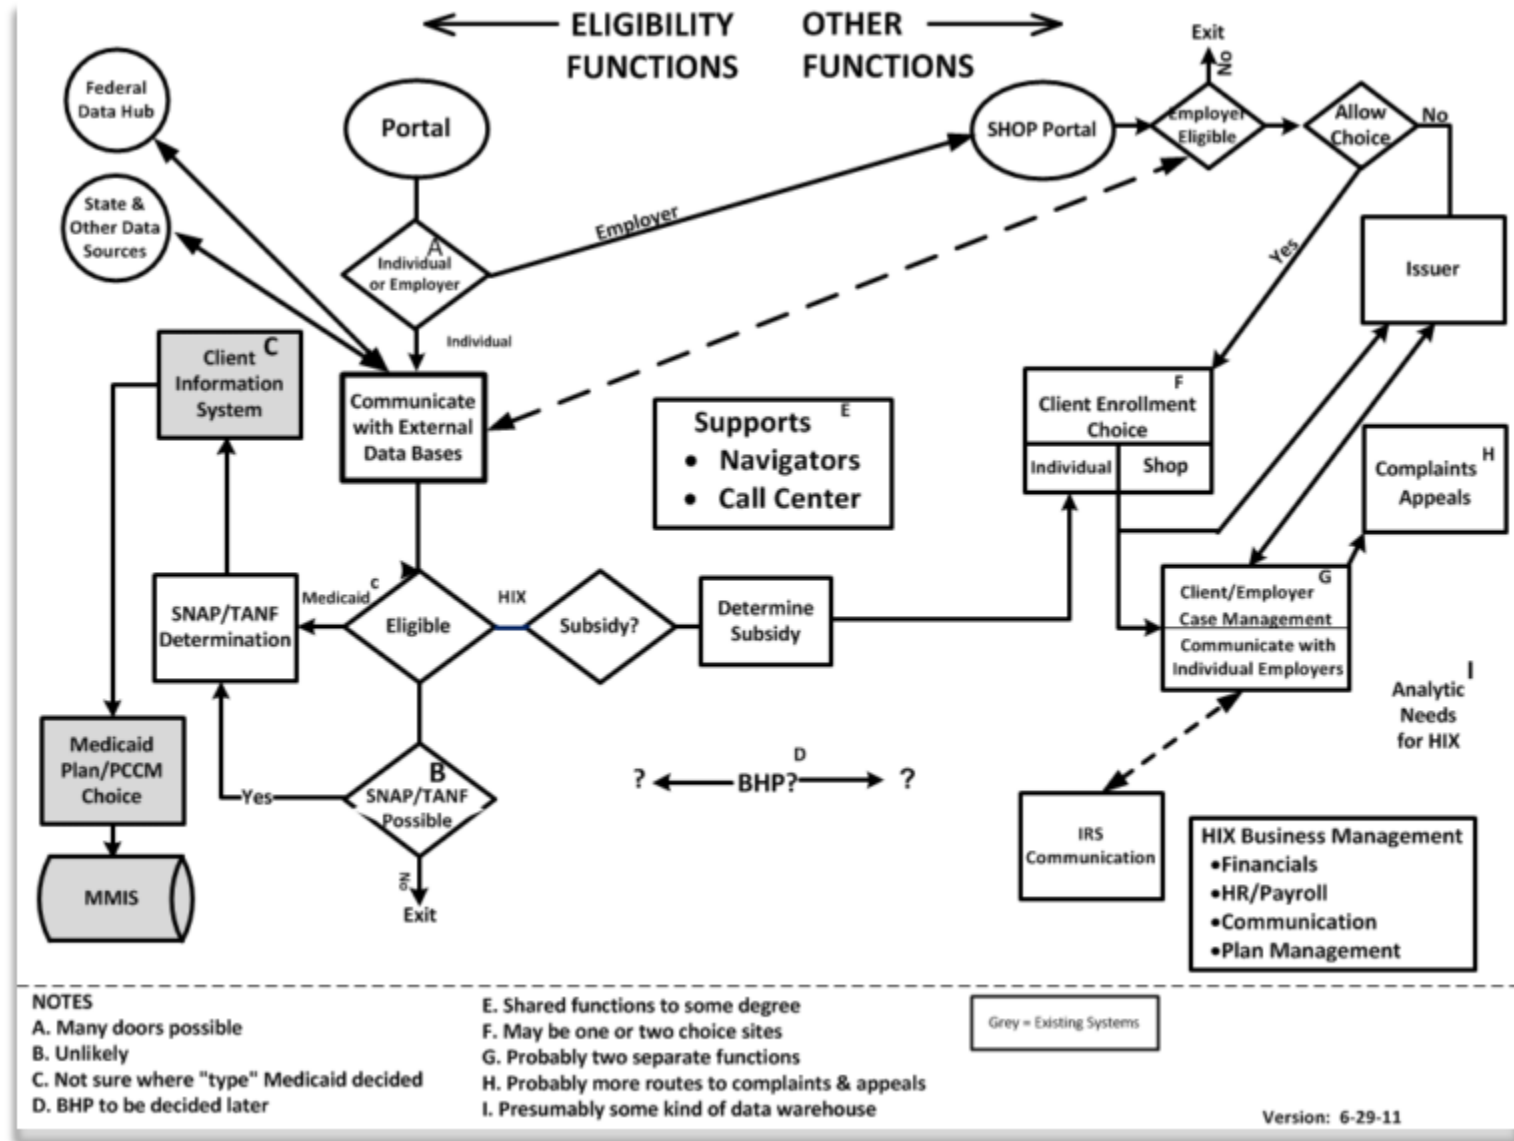 ELIGIBILITY
FUNCTIONS
OTHER
FUNCTIONS
Federal
Data Hub
State &
Other Data
Sources
Portal
A
Individual
or Employer
Employer
Individual
SHOP Portal
Employer
Eligible
No
Exit
Allow
Choice
No
Yes
Issuer
Client C
Information
System
Communicate
with External
Data Bases
Supports E
• Navigators
• Call Center
F
Client Enrollment
Choice
Individual
Shop
Complaints H
Appeals
SNAP/TANF
Determination
Medicaid c
Eligible
HIX
Subsidy?
Determine
Subsidy
G
Client/Employer
Case Management
Communicate with
Individual Employers
I
Analytic
Needs
for HIX
Medicaid
Plan/PCCM
Choice
MMIS
Yes
B
SNAP/TANF
Possible
No
Exit
D
? BHP? ?
IRS
Communication
HIX Business Management
•Financials
•HR/Payroll
•Communication
•Plan Management
NOTES
A. Many doors possible
B. Unlikely
C. Not sure where "type" Medicaid decided
D. BHP to be decided later
E. Shared functions to some degree
F. May be one or two choice sites
G. Probably two separate functions
H. Probably more routes to complaints & appeals
I. Presumably some kind of data warehouse
Grey = Existing Systems
Version: 6-29-11